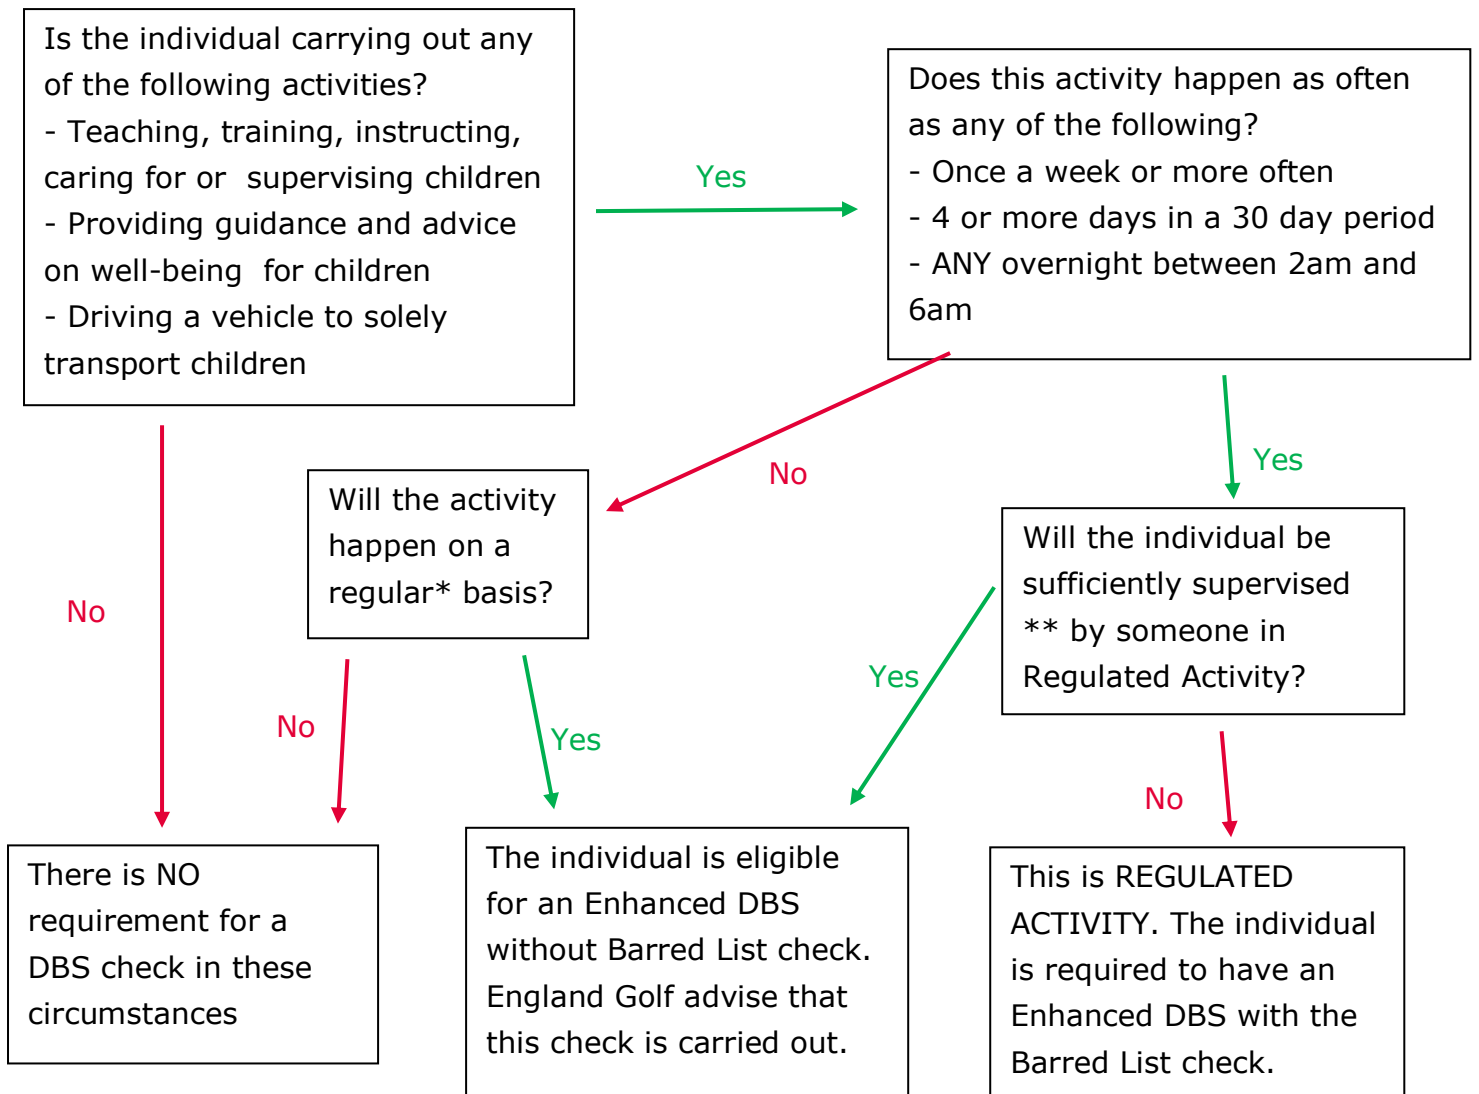 Is the individual carrying out any
of the following activities?
- Teaching, training, instructing,
caring for or  supervising children
- Providing guidance and advice
on well-being  for children
- Driving a vehicle to solely
transport children
Yes
Does this activity happen as often
as any of the following?
- Once a week or more often
- 4 or more days in a 30 day period
- ANY overnight between 2am and
6am
No
Yes
Will the activity
happen on a
regular* basis?
Will the individual be
sufficiently supervised
** by someone in
Regulated Activity?
No
No
Yes
Yes
No
There is NO
requirement for a
DBS check in these
circumstances
The individual is eligible
for an Enhanced DBS
without Barred List check.
England Golf advise that
this check is carried out.
This is REGULATED
ACTIVITY. The individual
is required to have an
Enhanced DBS with the
Barred List check.